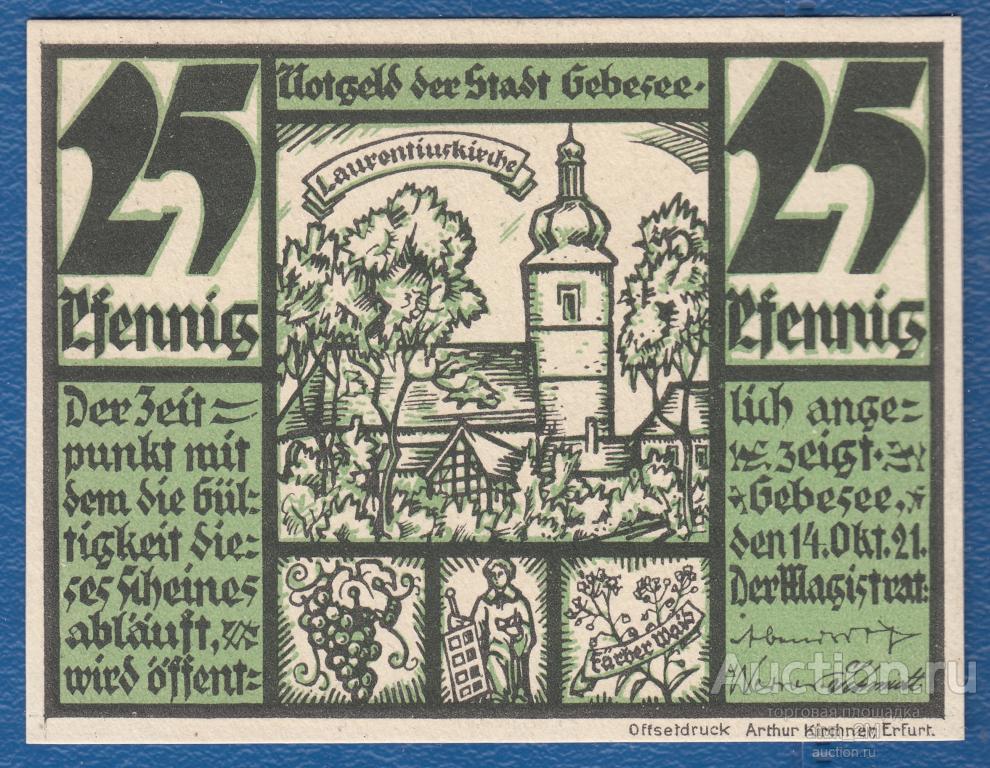 Notgeld der Stadt Gebesee.
25
Pfennig
25
Pfennig
Laurentiuskirche
Der Zeit=
punkt mit
dem die Gül:
tigkeit die:
ses Scheines
abläuft,
wird öffent:
lich ange=
zeigt.
Gebesee,
den 14. Okt. 21.
Der Magistrat:
Färber Waid
Offsetdruck Arthur Kirchner, Erfurt.
Auction.ru
торговая площадка
auction.ru